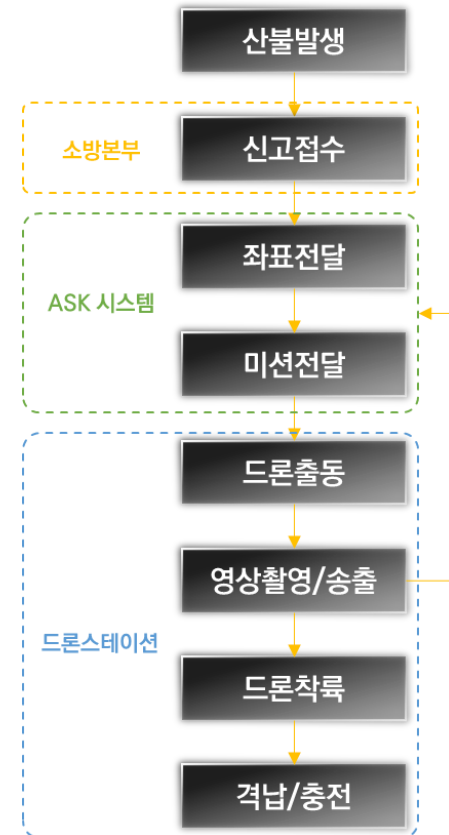 산불발생
소방본부
신고접수
좌표전달
ASK 시스템
미션전달
드론출동
영상촬영/송출
드론스테이션
드론착륙
격납/충전